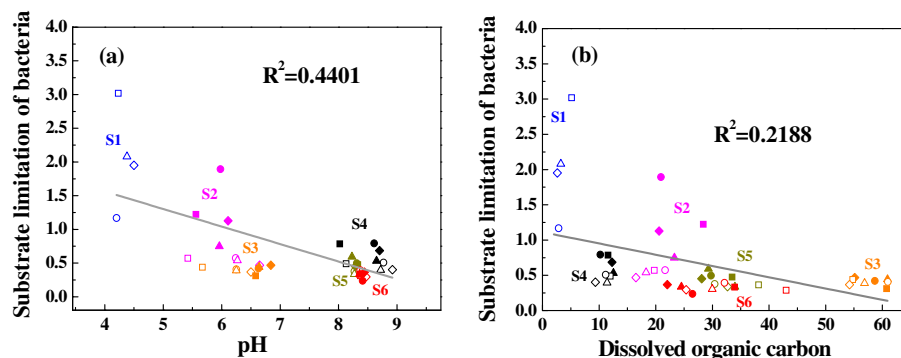 Substrate limitation of bacteria
4.0
3.5
3.0
2.5
2.0
1.5
1.0
0.5
0.0
(a)
R²=0.4401
S1
S2
S3
S4
S5
S6
4 5 6 7 8 9
pH
Substrate limitation of bacteria
4.0
3.5
3.0
2.5
2.0
1.5
1.0
0.5
0.0
(b)
R²=0.2188
S1
S2
S5
S3
S4
S6
0 10 20 30 40 50 60
Dissolved organic carbon